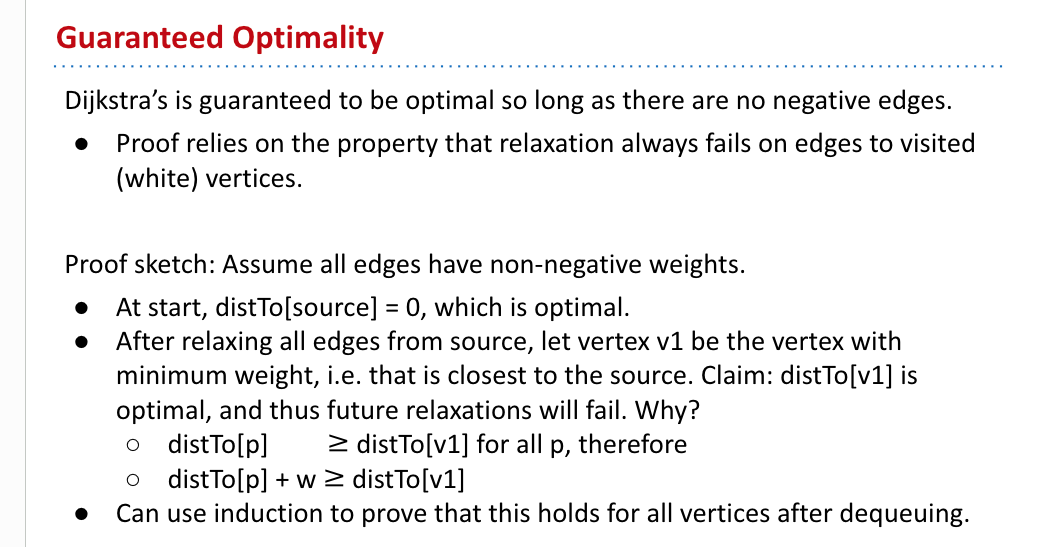 Guaranteed Optimality
Dijkstra’s is guaranteed to be optimal so long as there are no negative edges.
● Proof relies on the property that relaxation always fails on edges to visited
(white) vertices.
Proof sketch: Assume all edges have non-negative weights.
● At start, distTo[source] = 0, which is optimal.
● After relaxing all edges from source, let vertex v1 be the vertex with
minimum weight, i.e. that is closest to the source. Claim: distTo[v1] is
optimal, and thus future relaxations will fail. Why?
○ distTo[p] ≥ distTo[v1] for all p, therefore
○ distTo[p] + w ≥ distTo[v1]
● Can use induction to prove that this holds for all vertices after dequeuing.